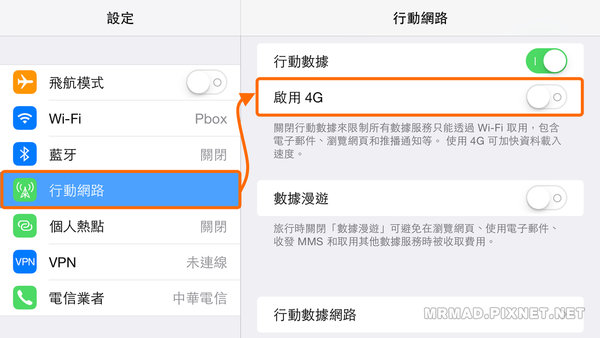 設定
飛航模式
Wi-Fi Pbox
藍牙 關閉
行動網路
個人熱點 關閉
VPN VPN 未連線
電信業者 中華電信
行動網路
行動數據
啟用 4G
關閉行動數據來限制所有數據服務只能透過 Wi-Fi 取用，包含
電子郵件、瀏覽網頁和推播通知等。 使用 4G 可加快資料載入
速度。
數據漫遊
旅行時關閉「數據漫遊」可避免在瀏覽網頁、使用電子郵件、
收發 MMS 和取用其他數據服務時被收取費用。
行動數據網路
MRMAD.PIXNET.NET